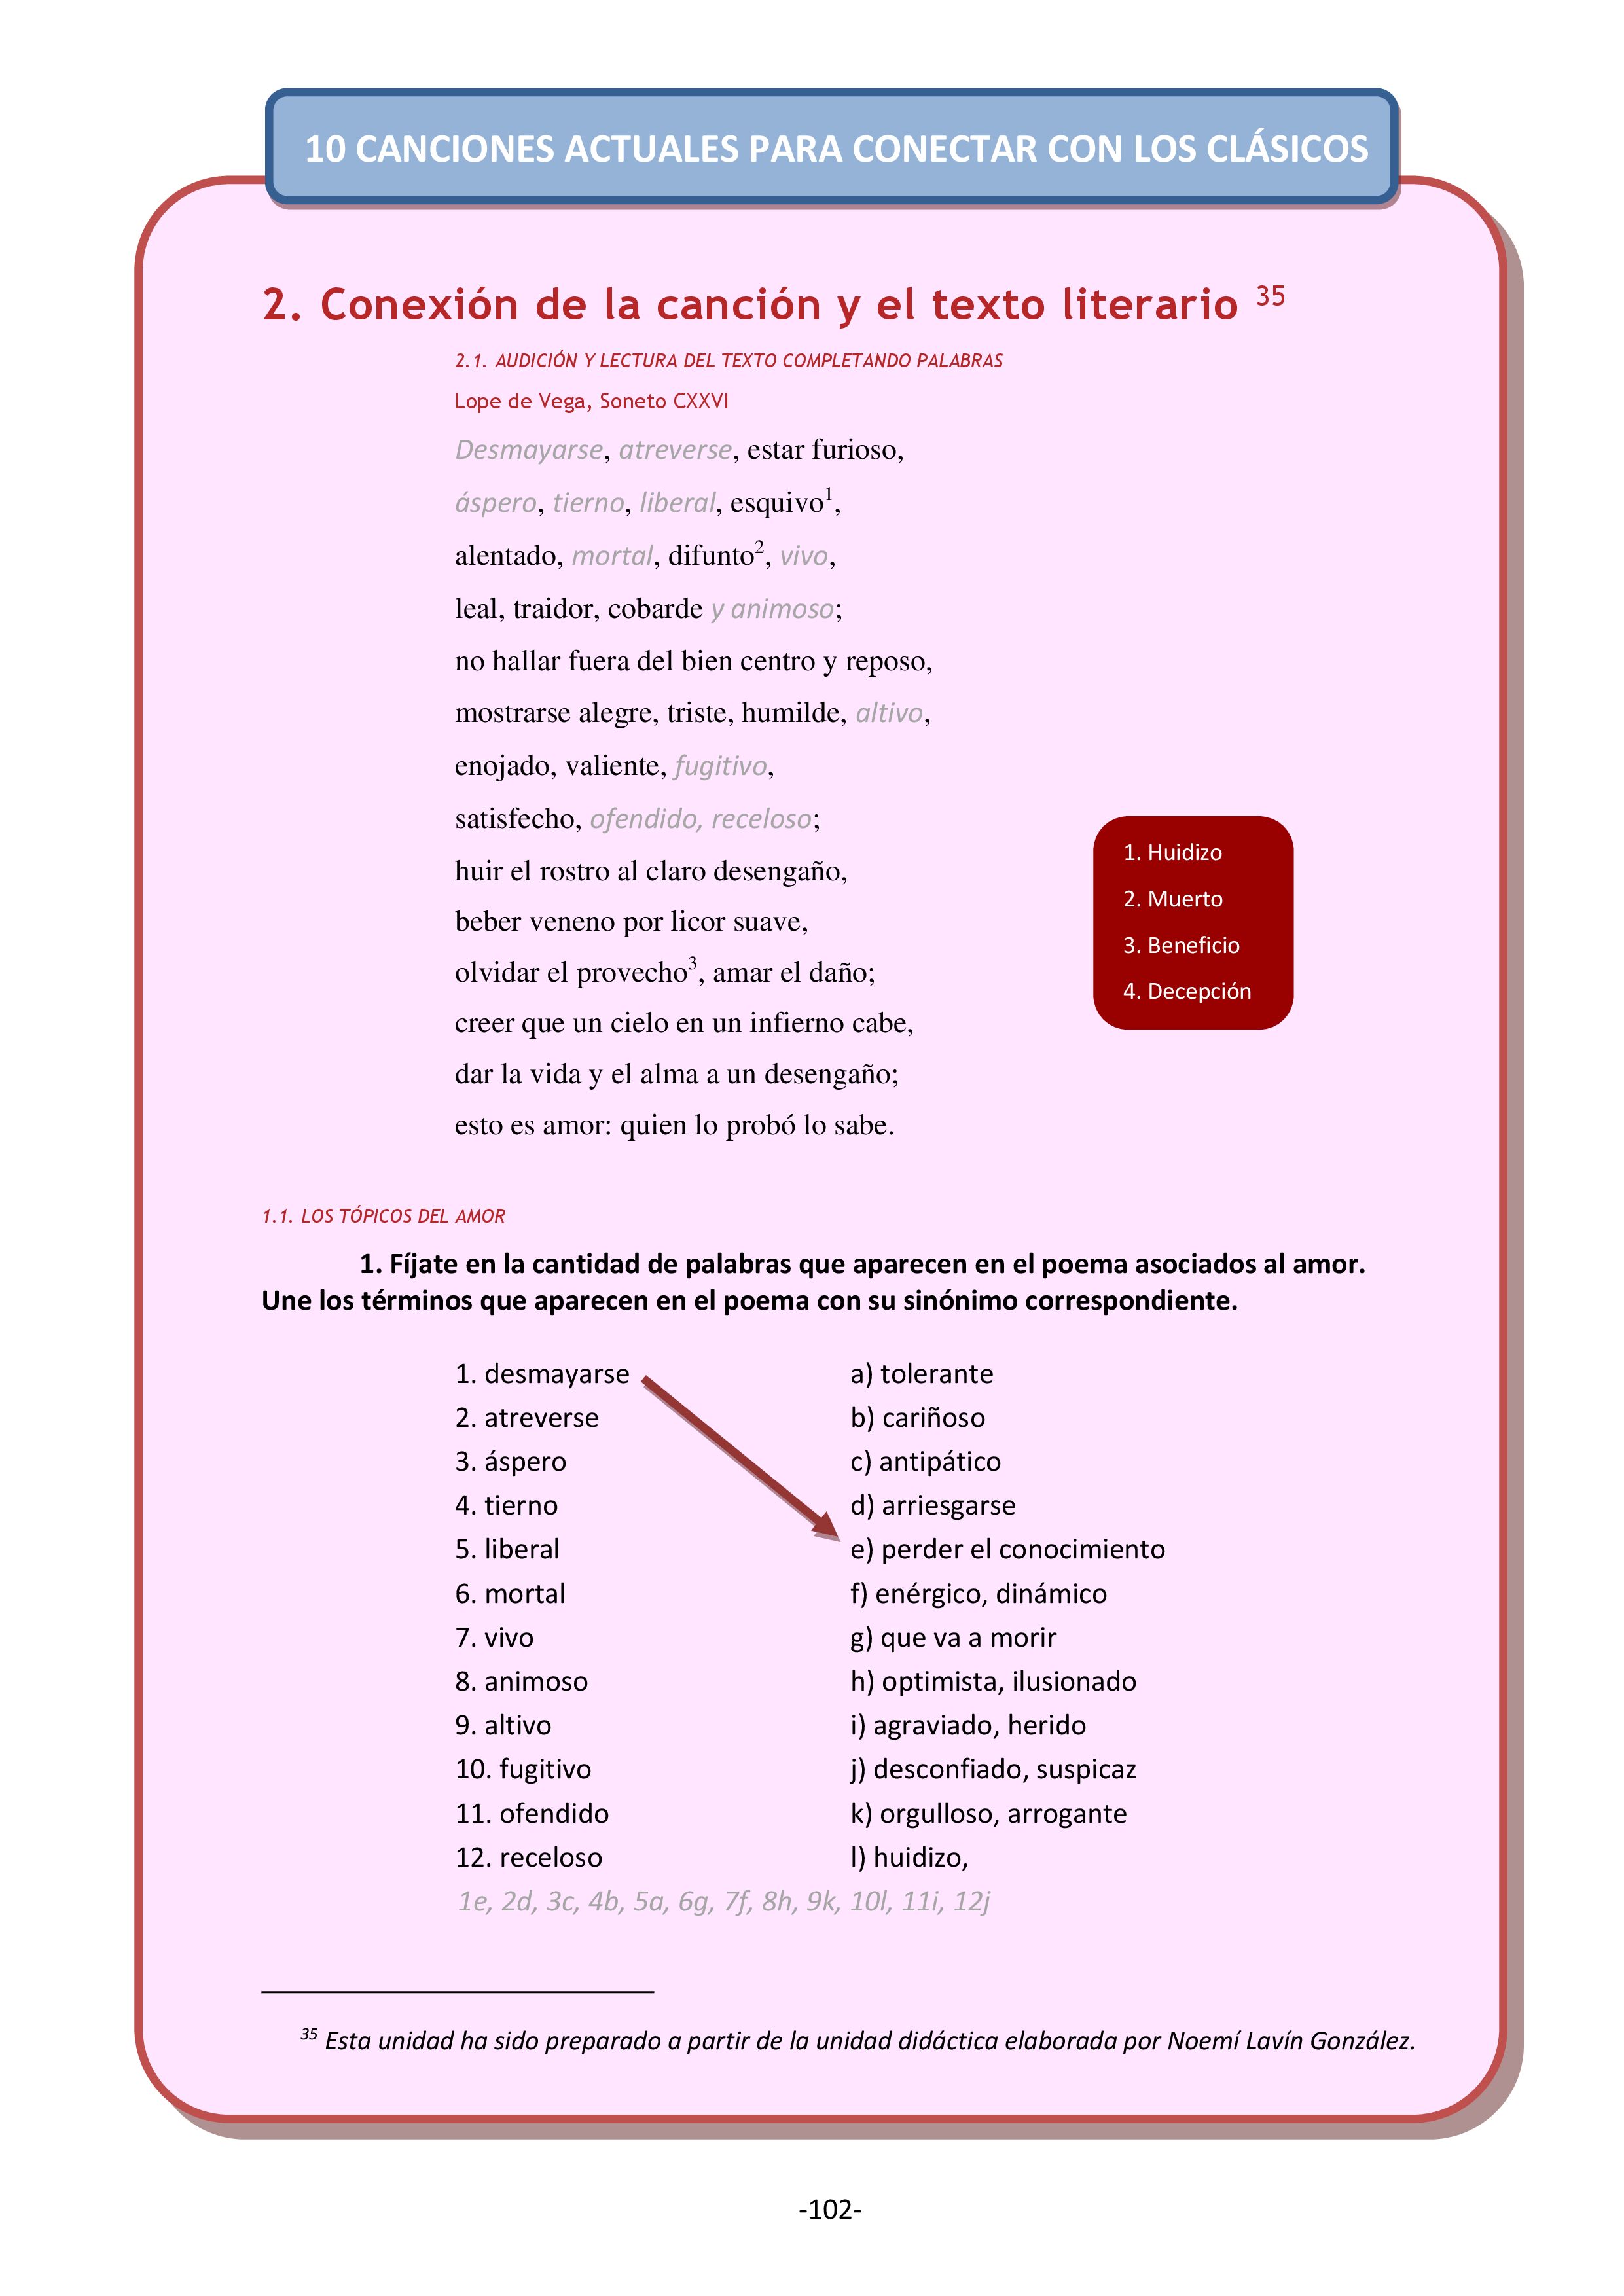 10 CANCIONES ACTUALES PARA CONECTAR CON LOS CLÁSICOS
2. Conexión de la canción y el texto literario 35
2.1. AUDICIÓN Y LECTURA DEL TEXTO COMPLETANDO PALABRAS
Lope de Vega, Soneto CXXVI
Desmayarse, atreverse, estar furioso,
áspero, tierno, liberal, esquivo1,
alentado, mortal, difunto2, vivo,
leal, traidor, cobarde y animoso;
no hallar fuera del bien centro y reposo,
mostrarse alegre, triste, humilde, altivo,
enojado, valiente, fugitivo,
satisfecho, ofendido, receloso;
huir el rostro al claro desengaño,
beber veneno por licor suave,
olvidar el provecho3, amar el daño;
creer que un cielo en un infierno cabe,
dar la vida y el alma a un desengaño;
esto es amor: quien lo probó lo sabe.
1. Huidizo
2. Muerto
3. Beneficio
4. Decepción
1.1. LOS TÓPICOS DEL AMOR
1. Fíjate en la cantidad de palabras que aparecen en el poema asociados al amor.
Une los términos que aparecen en el poema con su sinónimo correspondiente.
1. desmayarse
2. atreverse
3. áspero
4. tierno
5. liberal
6. mortal
7. vivo
8. animoso
9. altivo
10. fugitivo
11. ofendido
12. receloso
a) tolerante
b) cariñoso
c) antipático
d) arriesgarse
e) perder el conocimiento
f) enérgico, dinámico
g) que va a morir
h) optimista, ilusionado
i) agraviado, herido
j) desconfiado, suspicaz
k) orgulloso, arrogante
l) huidizo,
1e, 2d, 3c, 4b, 5a, 6g, 7f, 8h, 9k, 10l, 11i, 12j
35 Esta unidad ha sido preparado a partir de la unidad didáctica elaborada por Noemí Lavín González.
-102-